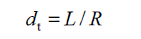 dₜ = L / R